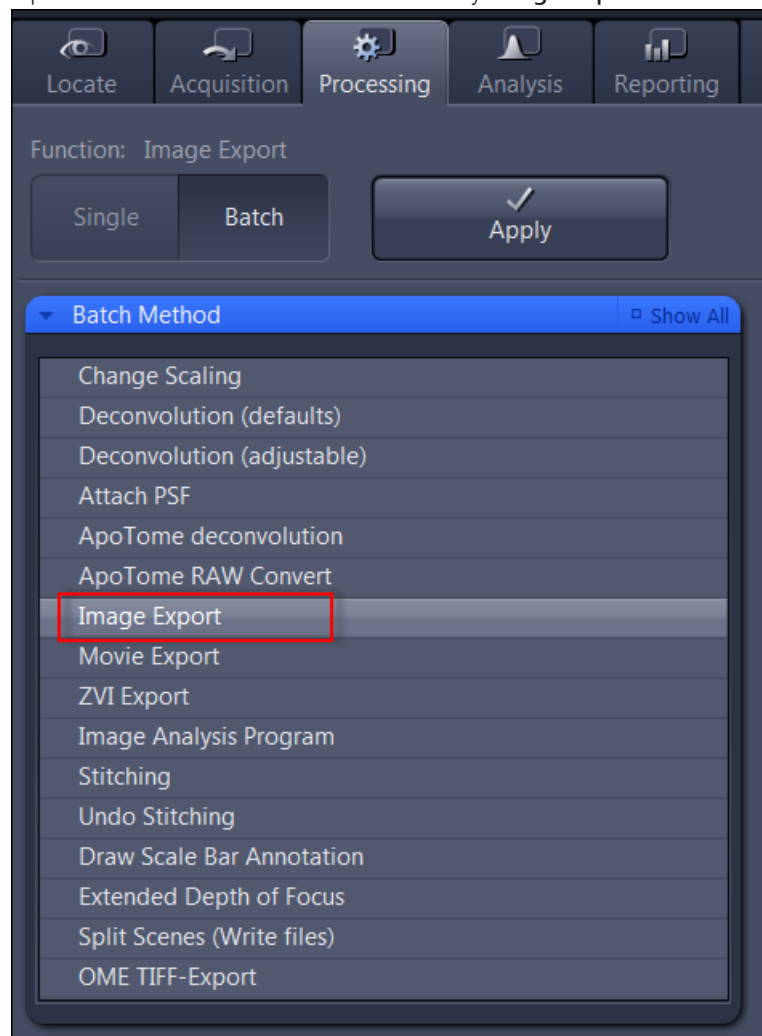 Locate Acquisition Processing Analysis Reporting
Function: Image Export
Single Batch Apply
Batch Method Show All
Change Scaling
Deconvolution (defaults)
Deconvolution (adjustable)
Attach PSF
ApoTome deconvolution
ApoTome RAW Convert
Image Export
Movie Export
ZVI Export
Image Analysis Program
Stitching
Undo Stitching
Draw Scale Bar Annotation
Extended Depth of Focus
Split Scenes (Write files)
OME TIFF-Export